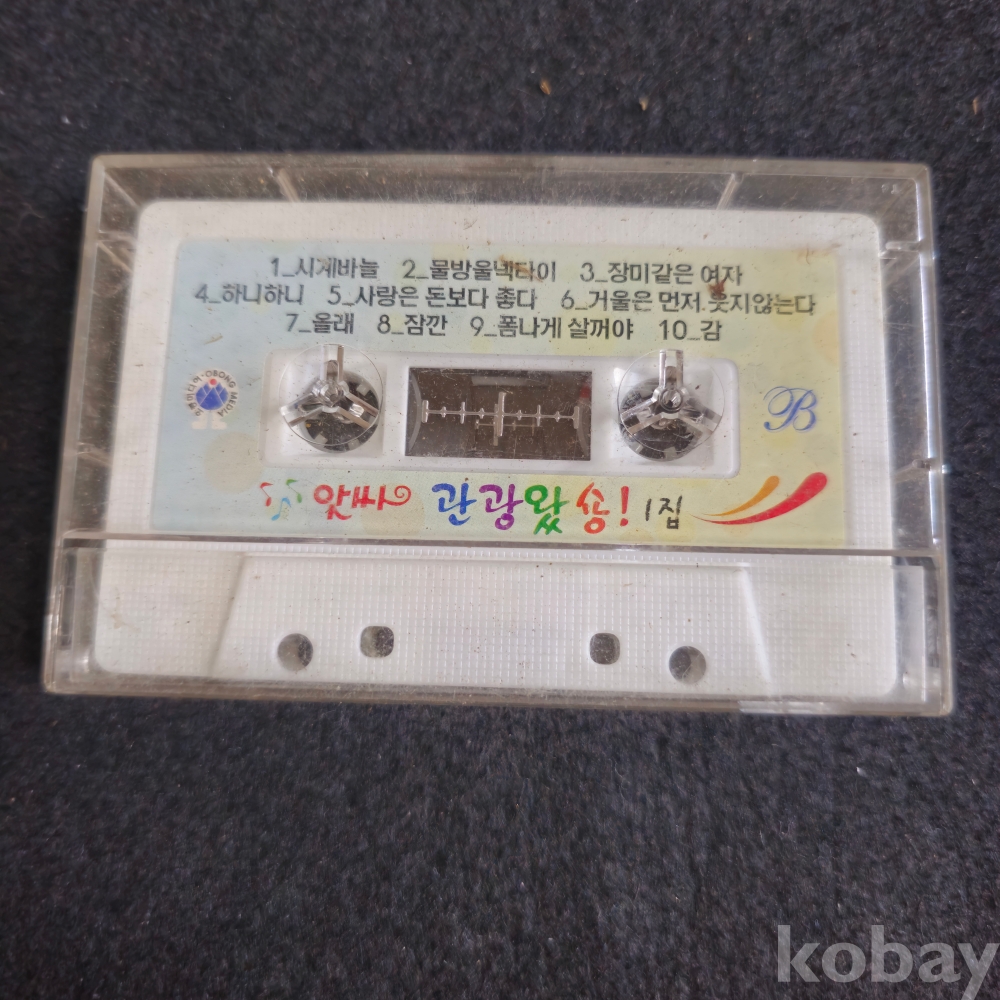 1_시계바늘 2_물방울넥타이 3_장미같은 여자
4_하니하니 5_사랑은 돈보다 좋다 6_거울은 먼저 웃지않는다
7_올래 8_잠깐 9_폼나게 살꺼야 10_감
OBONG MEDIA
B
관광왔송! 1집
kobay